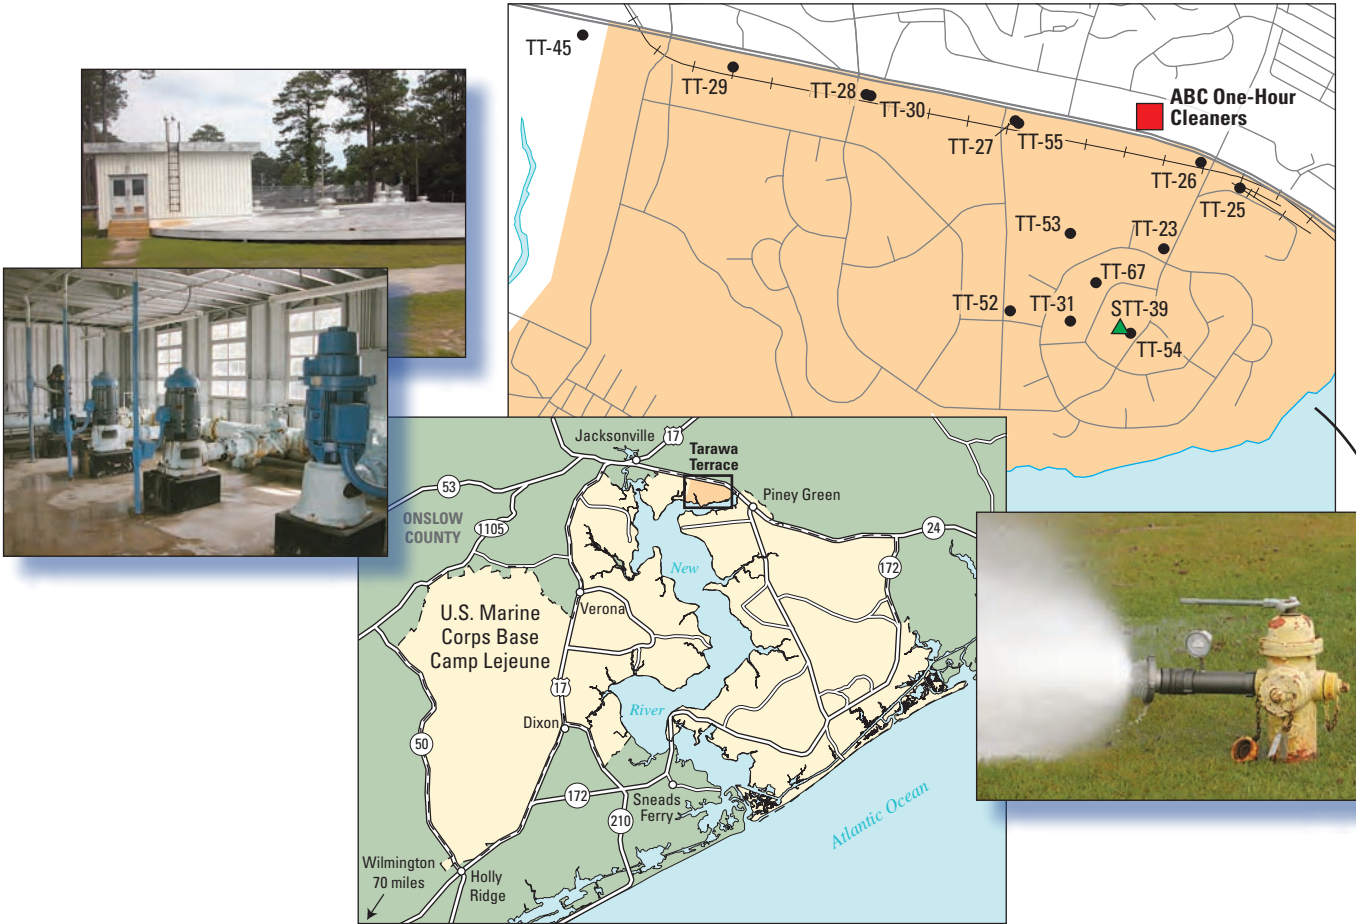 TT-45
TT-29
TT-28
TT-30
TT-27
TT-55
ABC One-Hour
Cleaners
TT-26
TT-25
TT-53
TT-23
TT-67
TT-52
TT-31
STT-39
TT-54
Jacksonville
17
Tarawa
Terrace
Piney Green
53
ONSLOW
COUNTY
1105
24
172
New
Verona
U.S. Marine
Corps Base
Camp Lejeune
17
River
Dixon
50
172
Sneads
Ferry
210
Atlantic Ocean
Wilmington
70 miles
Holly
Ridge